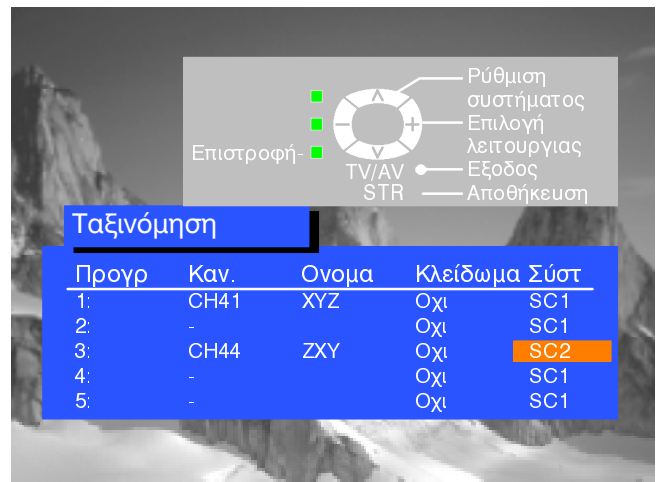 Ρύθμιση
συστήματος
Επιλογή
λειτουργιας
Επιστροφή-
TV/AV Εξοδος
STR Αποθήκευση
Ταξινόμηση
Προγρ Καν. Ονομα Κλείδωμα Σύστ
1: CH41 XYZ Οχι SC1
2: - Οχι SC1
3: CH44 ZXY Οχι SC2
4: - Οχι SC1
5: - Οχι SC1